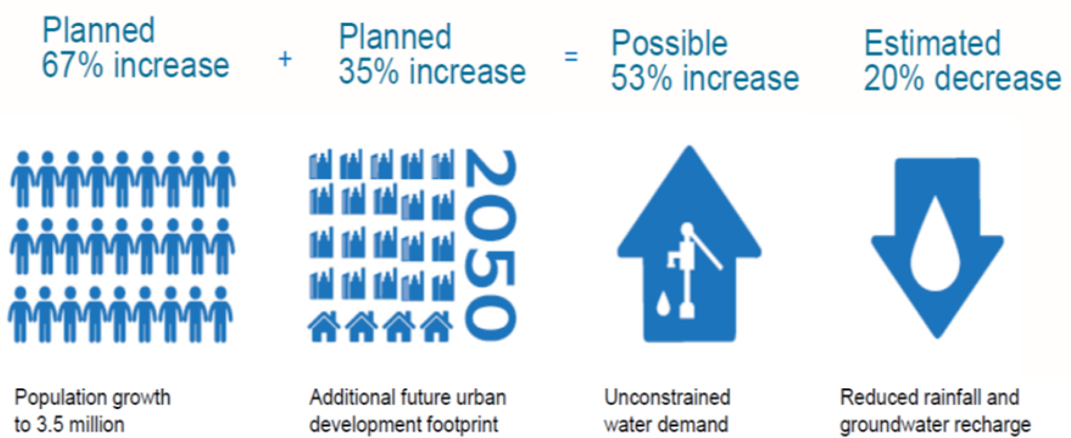 Planned
67% increase
+
Planned
35% increase
=
Possible
53% increase
Estimated
20% decrease
2050
Population growth
to 3.5 million
Additional future urban
development footprint
Unconstrained
water demand
Reduced rainfall and
groundwater recharge